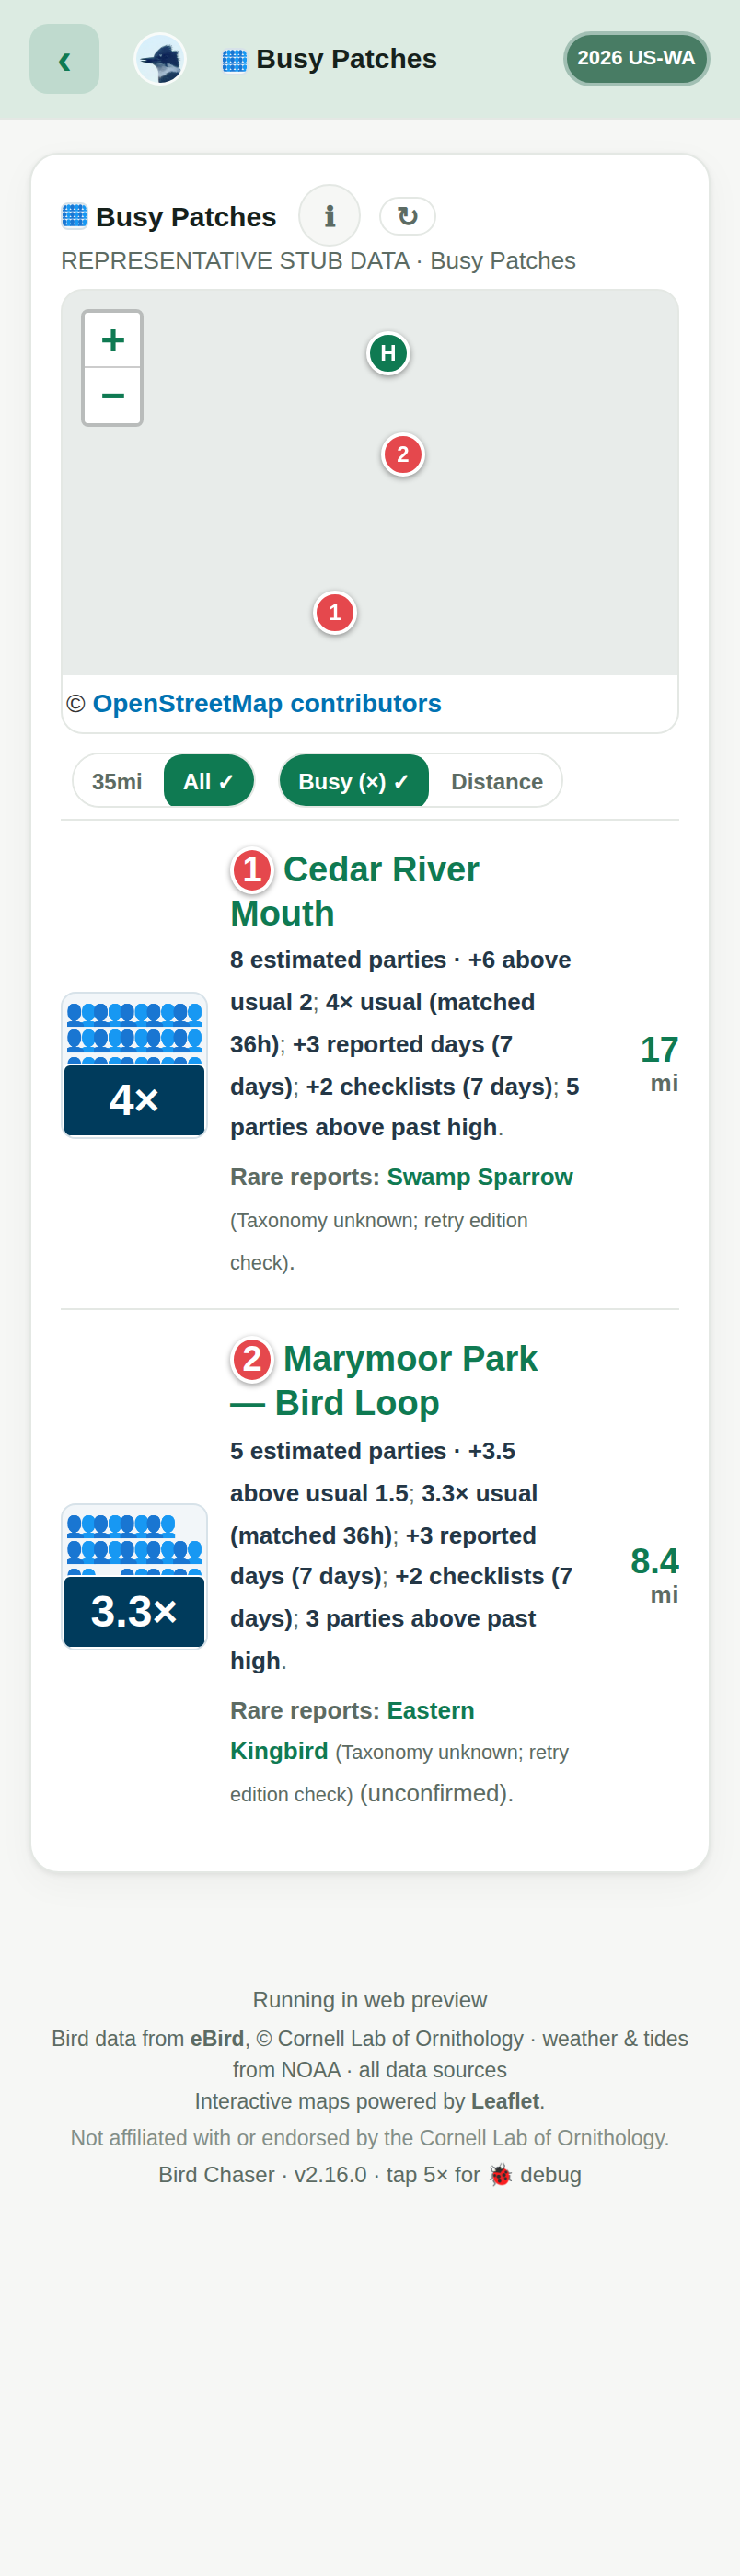 ‹ Busy Patches 2026 US-WA
Busy Patches ℹ ↻
REPRESENTATIVE STUB DATA · Busy Patches
+
−
H
2
1
© OpenStreetMap contributors
35mi All ✓ Busy (×) ✓ Distance
1 Cedar River
Mouth
8 estimated parties · +6 above
usual 2; 4× usual (matched
36h); +3 reported days (7
days); +2 checklists (7 days); 5
parties above past high.
4×
17
mi
Rare reports: Swamp Sparrow
(Taxonomy unknown; retry edition
check).
2 Marymoor Park
— Bird Loop
5 estimated parties · +3.5
above usual 1.5; 3.3× usual
(matched 36h); +3 reported
days (7 days); +2 checklists (7
days); 3 parties above past
high.
3.3×
8.4
mi
Rare reports: Eastern
Kingbird (Taxonomy unknown; retry
edition check) (unconfirmed).
Running in web preview
Bird data from eBird, © Cornell Lab of Ornithology · weather & tides
from NOAA · all data sources
Interactive maps powered by Leaflet.
Not affiliated with or endorsed by the Cornell Lab of Ornithology.
Bird Chaser · v2.16.0 · tap 5× for 🐞 debug